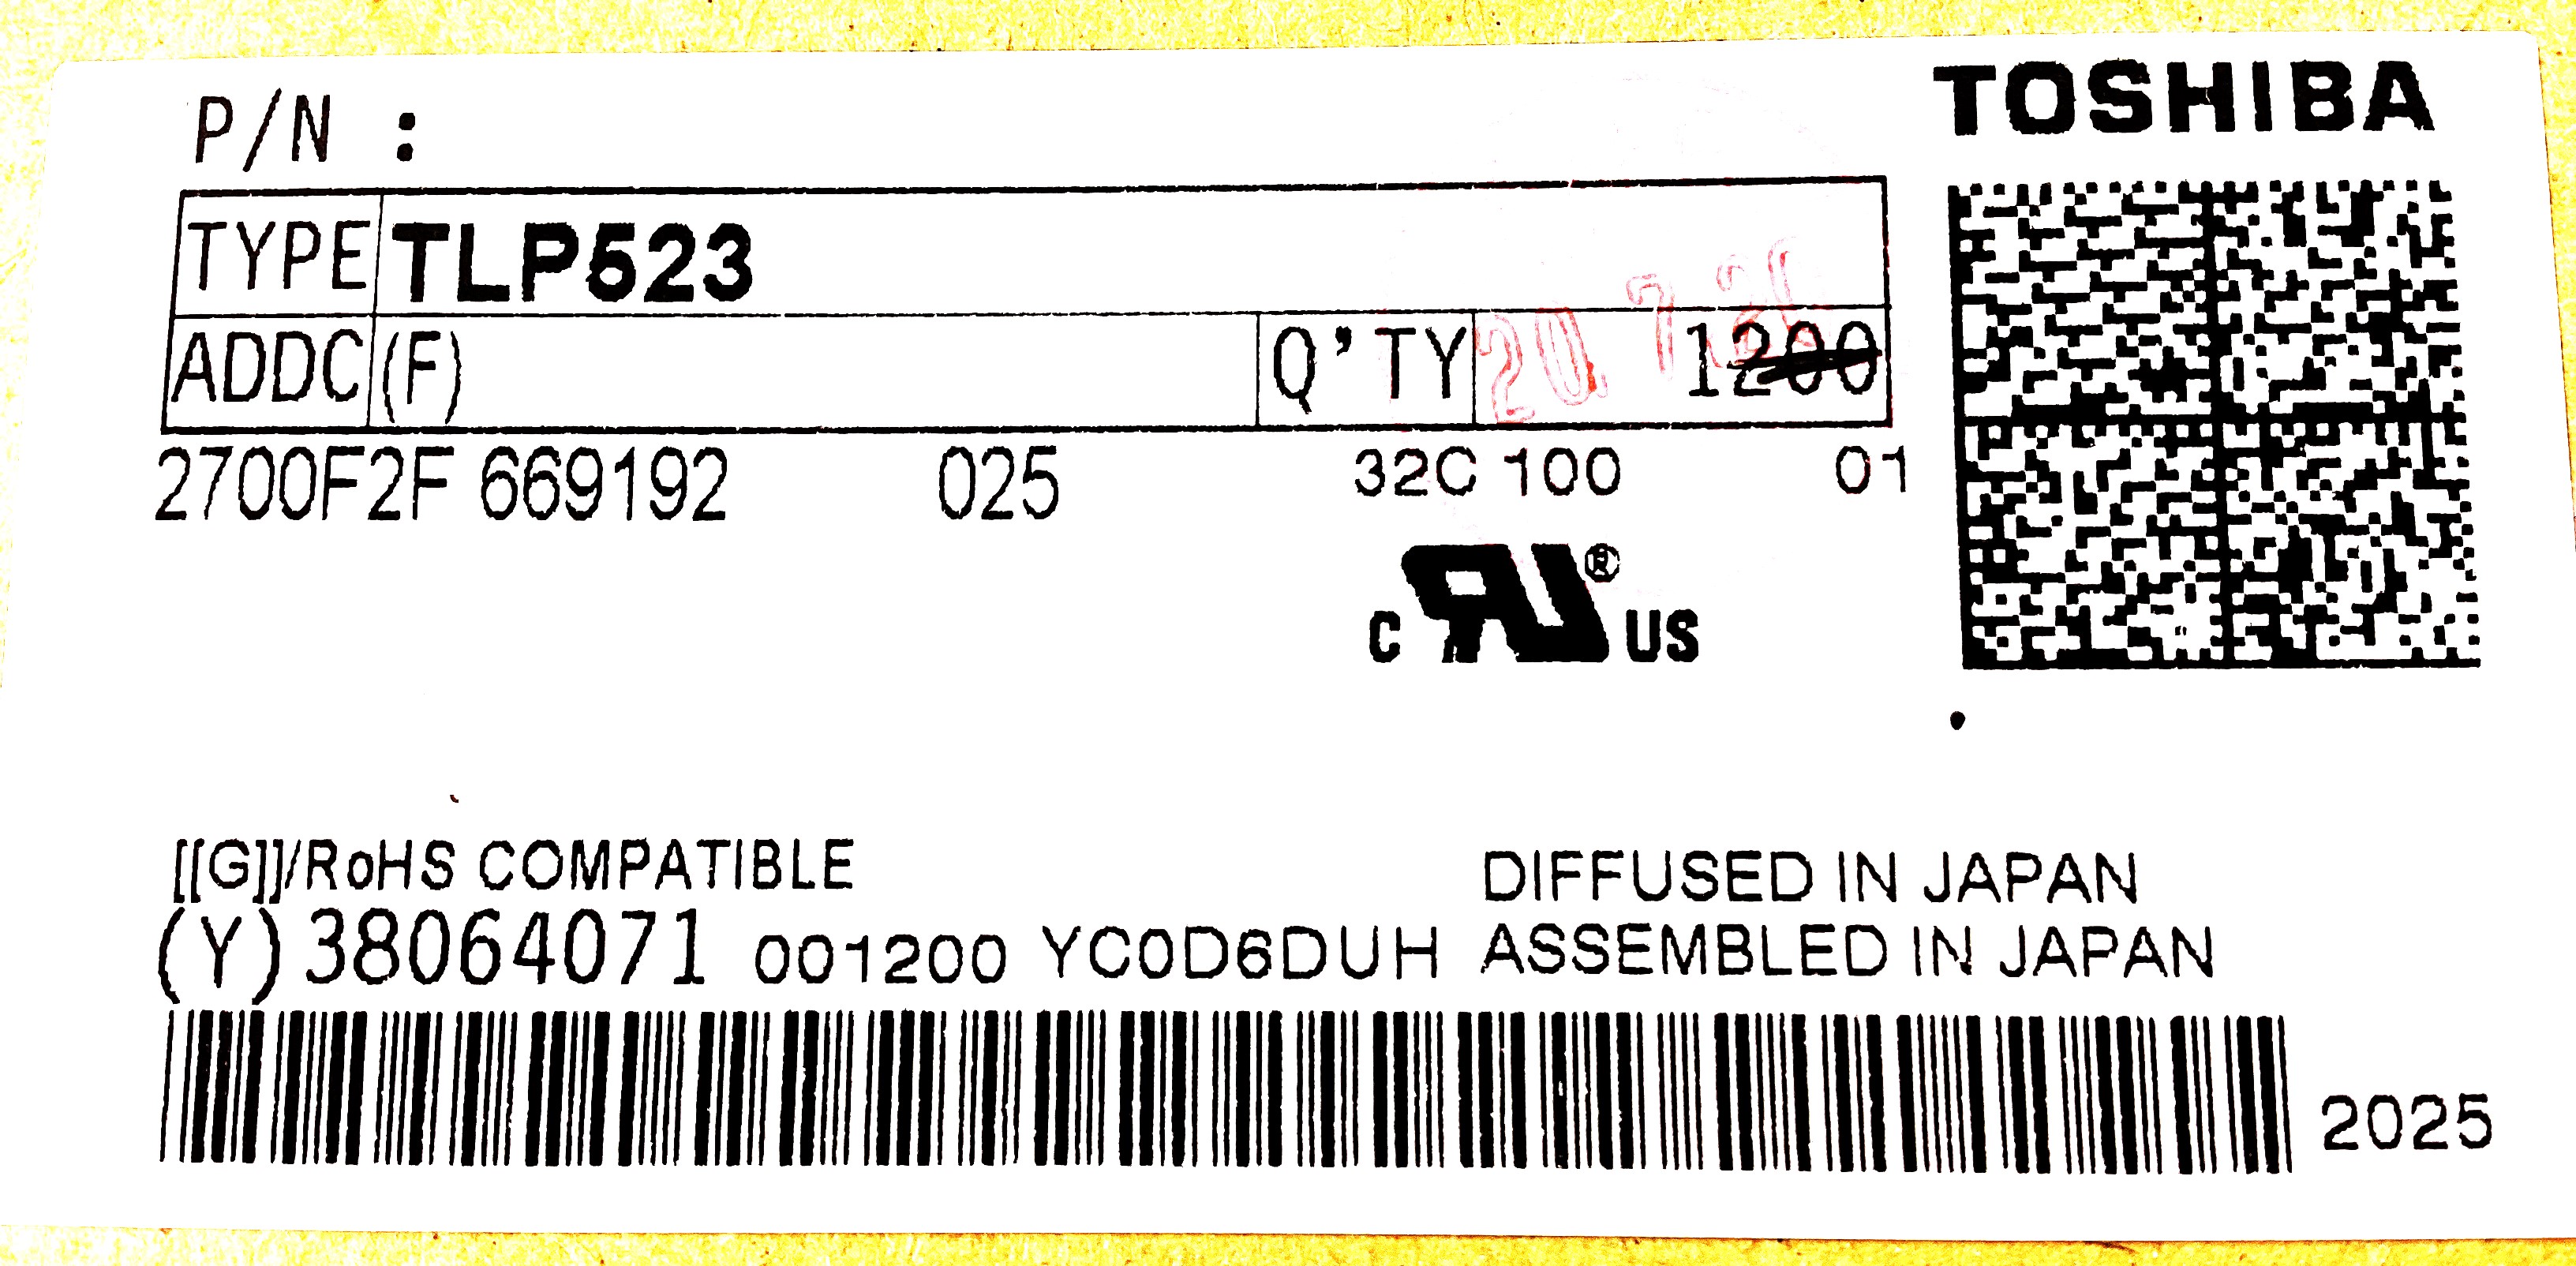 TOSHIBA
P/N :
TYPE TLP523
ADDC (F) Q'TY 1200
2700F2F 669192 025 32C 100 01
c RU ® US
[[G]]/RoHS COMPATIBLE
DIFFUSED IN JAPAN
(Y)38064071 001200 YC0D6DUH ASSEMBLED IN JAPAN
2025